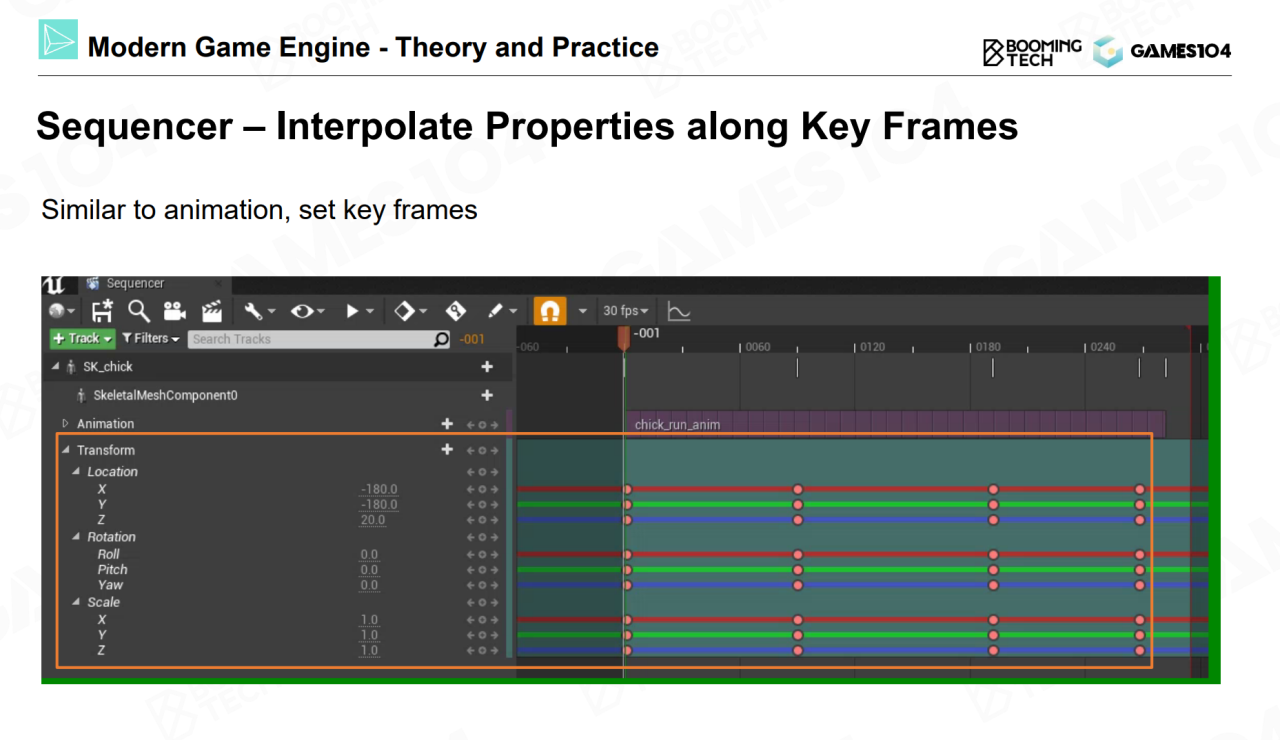 Modern Game Engine - Theory and Practice
BOOMING TECH
GAMES104
Sequencer – Interpolate Properties along Key Frames
Similar to animation, set key frames
Sequencer
30 fps
+ Track
Filters
Search Tracks
-001
-001
-060
0060
0120
0180
0240
SK_chick
SkeletalMeshComponent0
Animation
chick_run_anim
Transform
Location
X -180.0
Y -180.0
Z 20.0
Rotation
Roll 0.0
Pitch 0.0
Yaw 0.0
Scale
X 1.0
Y 1.0
Z 1.0